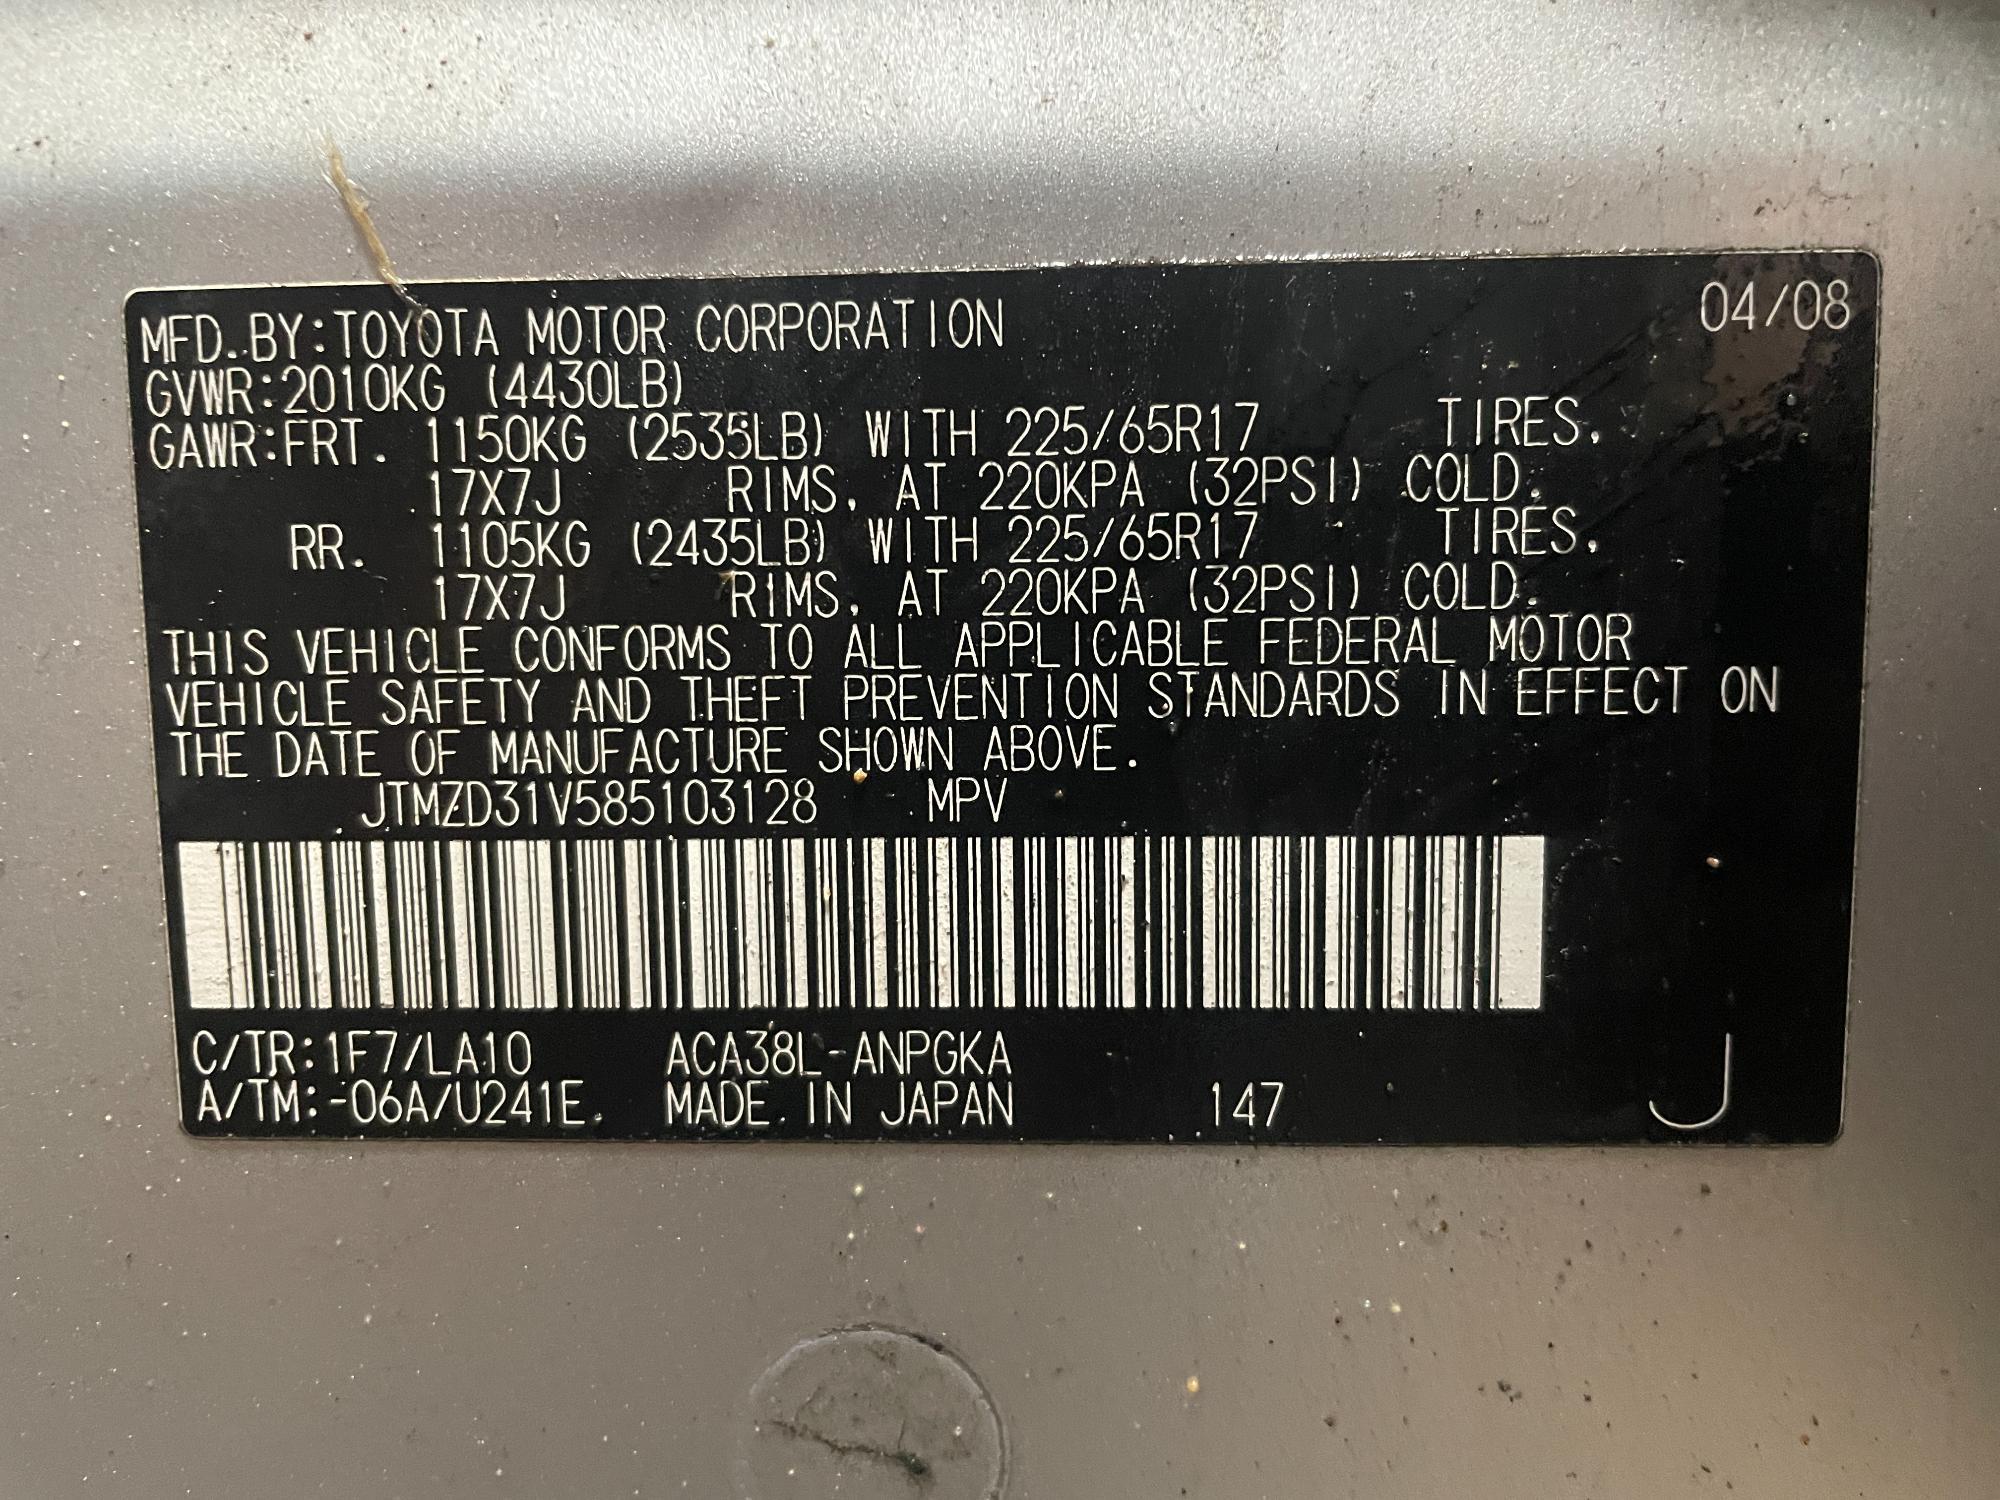 MFD. BY:TOYOTA MOTOR CORPORATION 04/08
GVWR:2010KG (4430LB)
GAWR:FRT. 1150KG (2535LB) WITH 225/65R17 TIRES,
17X7J RIMS, AT 220KPA (32PSI) COLD.
RR. 1105KG (2435LB) WITH 225/65R17 TIRES,
17X7J RIMS, AT 220KPA (32PSI) COLD.
THIS VEHICLE CONFORMS TO ALL APPLICABLE FEDERAL MOTOR
VEHICLE SAFETY AND THEFT PREVENTION STANDARDS IN EFFECT ON
THE DATE OF MANUFACTURE SHOWN ABOVE.
JTMZD31V585103128 MPV
C/TR:1F7/LA10 ACA38L-ANPGKA
A/TM:-06A/U241E MADE IN JAPAN 147 J